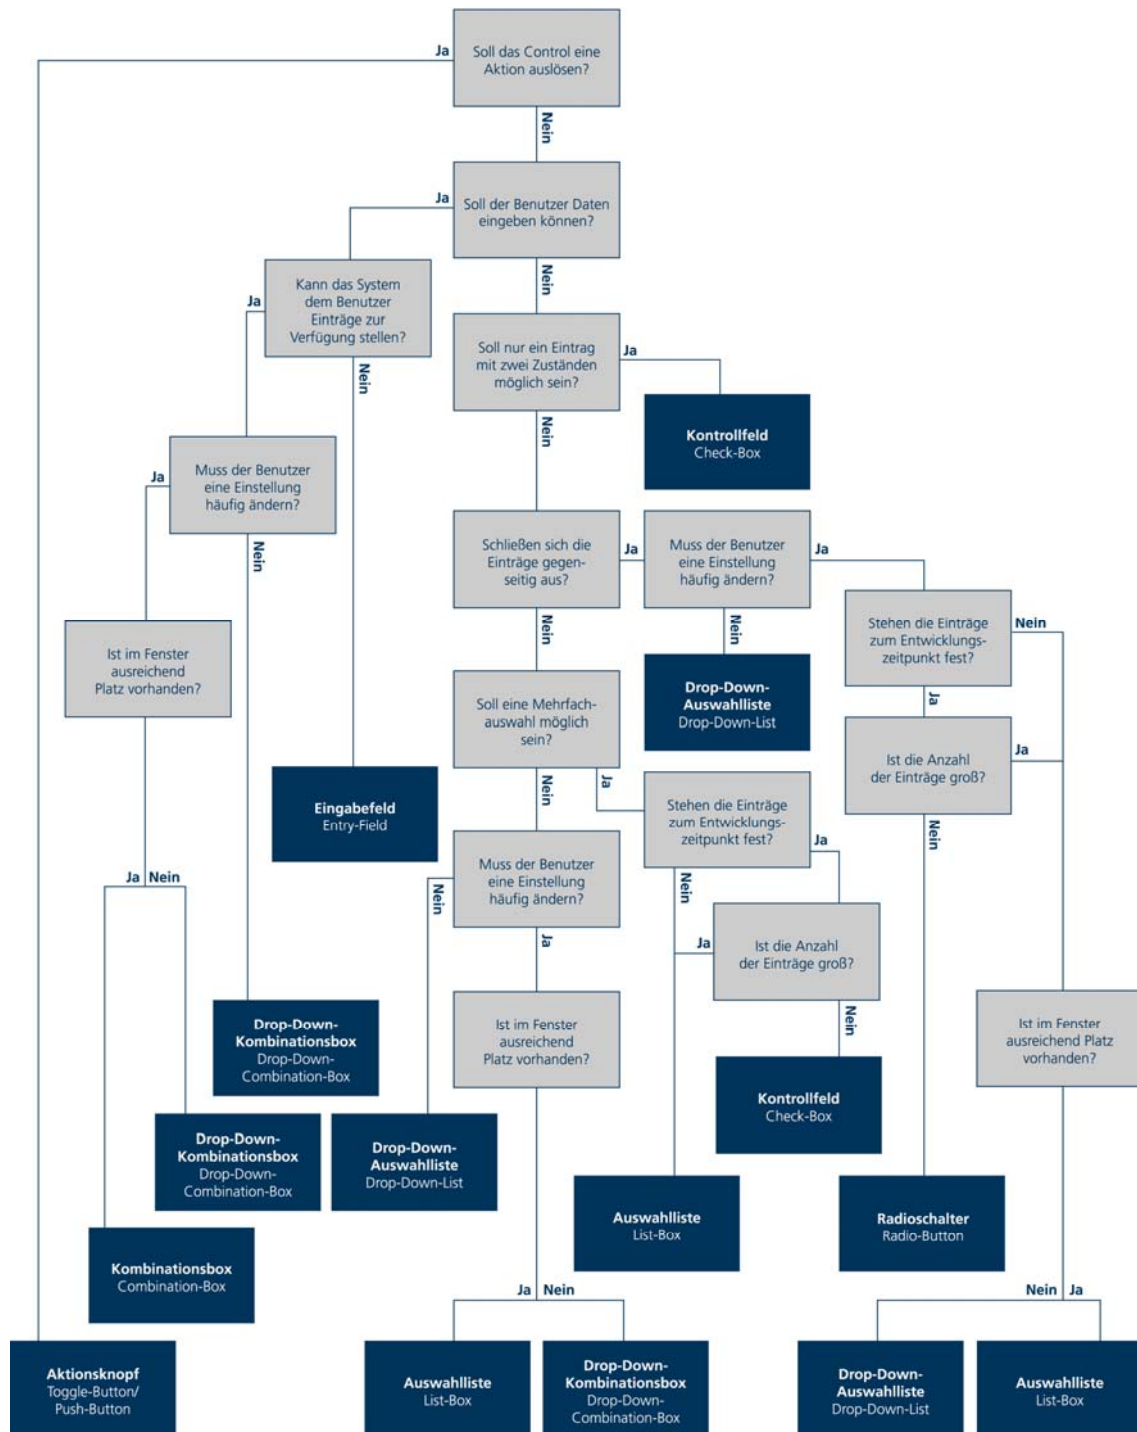 Ja
Soll das Control eine
Aktion auslösen?
Nein
Ja
Soll der Benutzer Daten
eingeben können?
Nein
Ja
Kann das System
dem Benutzer
Einträge zur
Verfügung stellen?
Nein
Soll nur ein Eintrag
mit zwei Zuständen
möglich sein?
Ja
Nein
Kontrollfeld
Check-Box
Ja
Muss der Benutzer
eine Einstellung
häufig ändern?
Nein
Schließen sich die
Einträge gegen-
seitig aus?
Ja
Nein
Muss der Benutzer
eine Einstellung
häufig ändern?
Ja
Nein
Stehen die Einträge
zum Entwicklungs-
zeitpunkt fest?
Nein
Ja
Ist im Fenster
ausreichend
Platz vorhanden?
Soll eine Mehrfach-
auswahl möglich
sein?
Nein
Ja
Drop-Down-
Auswahlliste
Drop-Down-List
Ist die Anzahl
der Einträge groß?
Ja
Nein
Eingabefeld
Entry-Field
Stehen die Einträge
zum Entwicklungs-
zeitpunkt fest?
Ja
Nein
Muss der Benutzer
eine Einstellung
häufig ändern?
Nein
Ja
Ja Nein
Ja
Ist die Anzahl
der Einträge groß?
Nein
Drop-Down-
Kombinationsbox
Drop-Down-
Combination-Box
Ist im Fenster
ausreichend
Platz vorhanden?
Ist im Fenster
ausreichend Platz
vorhanden?
Kontrollfeld
Check-Box
Drop-Down-
Kombinationsbox
Drop-Down-
Combination-Box
Drop-Down-
Auswahlliste
Drop-Down-List
Auswahlliste
List-Box
Radioschalter
Radio-Button
Kombinationsbox
Combination-Box
Ja Nein
Nein Ja
Aktionsknopf
Toggle-Button/
Push-Button
Auswahlliste
List-Box
Drop-Down-
Kombinationsbox
Drop-Down-
Combination-Box
Drop-Down-
Auswahlliste
Drop-Down-List
Auswahlliste
List-Box